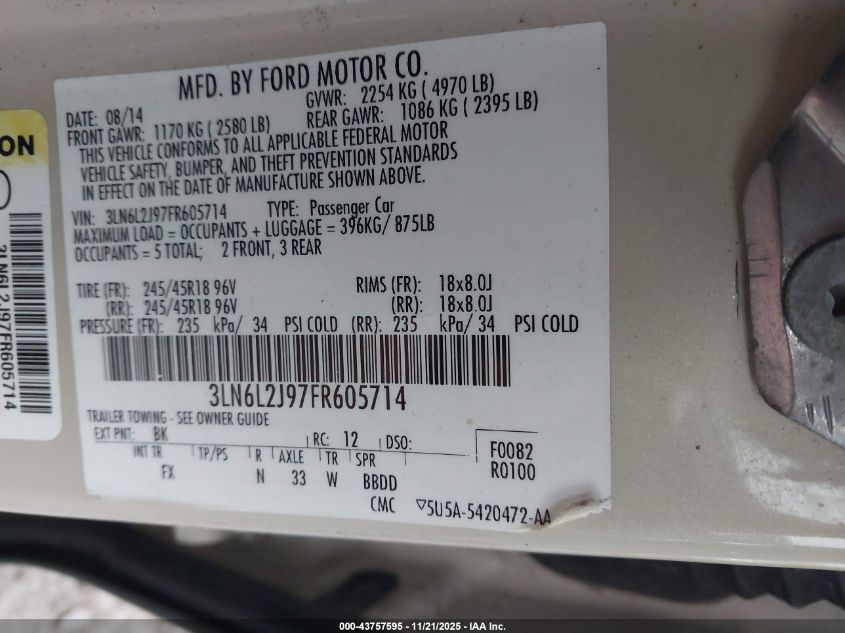 MFD. BY FORD MOTOR CO.
DATE: 08/14
GVWR: 2254 KG ( 4970 LB)
FRONT GAWR: 1170 KG ( 2580 LB)
REAR GAWR: 1086 KG ( 2395 LB)
THIS VEHICLE CONFORMS TO ALL APPLICABLE FEDERAL MOTOR
VEHICLE SAFETY, BUMPER, AND THEFT PREVENTION STANDARDS
IN EFFECT ON THE DATE OF MANUFACTURE SHOWN ABOVE.
VIN: 3LN6L2J97FR605714 TYPE: Passenger Car
MAXIMUM LOAD = OCCUPANTS + LUGGAGE = 396KG/ 875LB
OCCUPANTS = 5 TOTAL; 2 FRONT, 3 REAR
TIRE (FR): 245/45R18 96V RIMS (FR): 18x8.0J
(RR): 245/45R18 96V (RR): 18x8.0J
PRESSURE (FR): 235 kPa/ 34 PSI COLD (RR): 235 kPa/ 34 PSI COLD
3LN6L2J97FR605714
TRAILER TOWING - SEE OWNER GUIDE
EXT PNT: BK RC: 12 DSO:
F0082
R0100
INT TR TP/PS R AXLE TR SPR
FX N 33 W BBDD
CMC ▽5U5A-5420472-AA
ON
3LN6L2J97FR605714
000-43757595 - 11/21/2025 - IAA Inc.